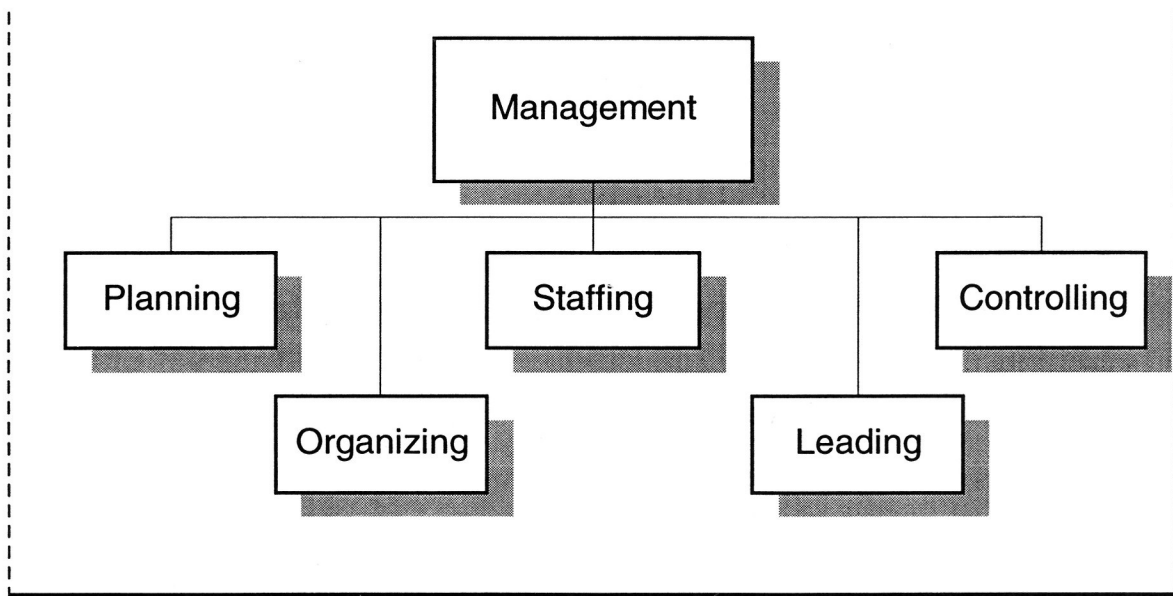 Management
Planning
Staffing
Controlling
Organizing
Leading